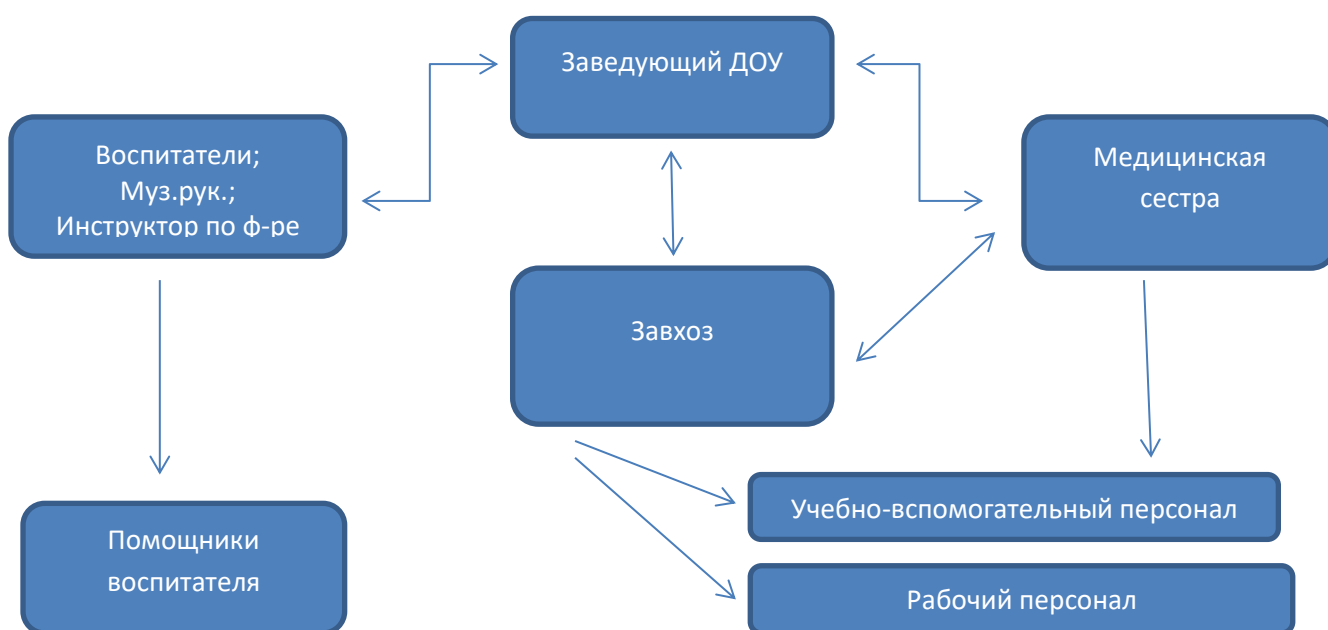 Заведующий ДОУ
Воспитатели;
Муз.рук.;
Инструктор по ф-ре
Медицинская
сестра
Завхоз
Учебно-вспомогательный персонал
Помощники
воспитателя
Рабочий персонал